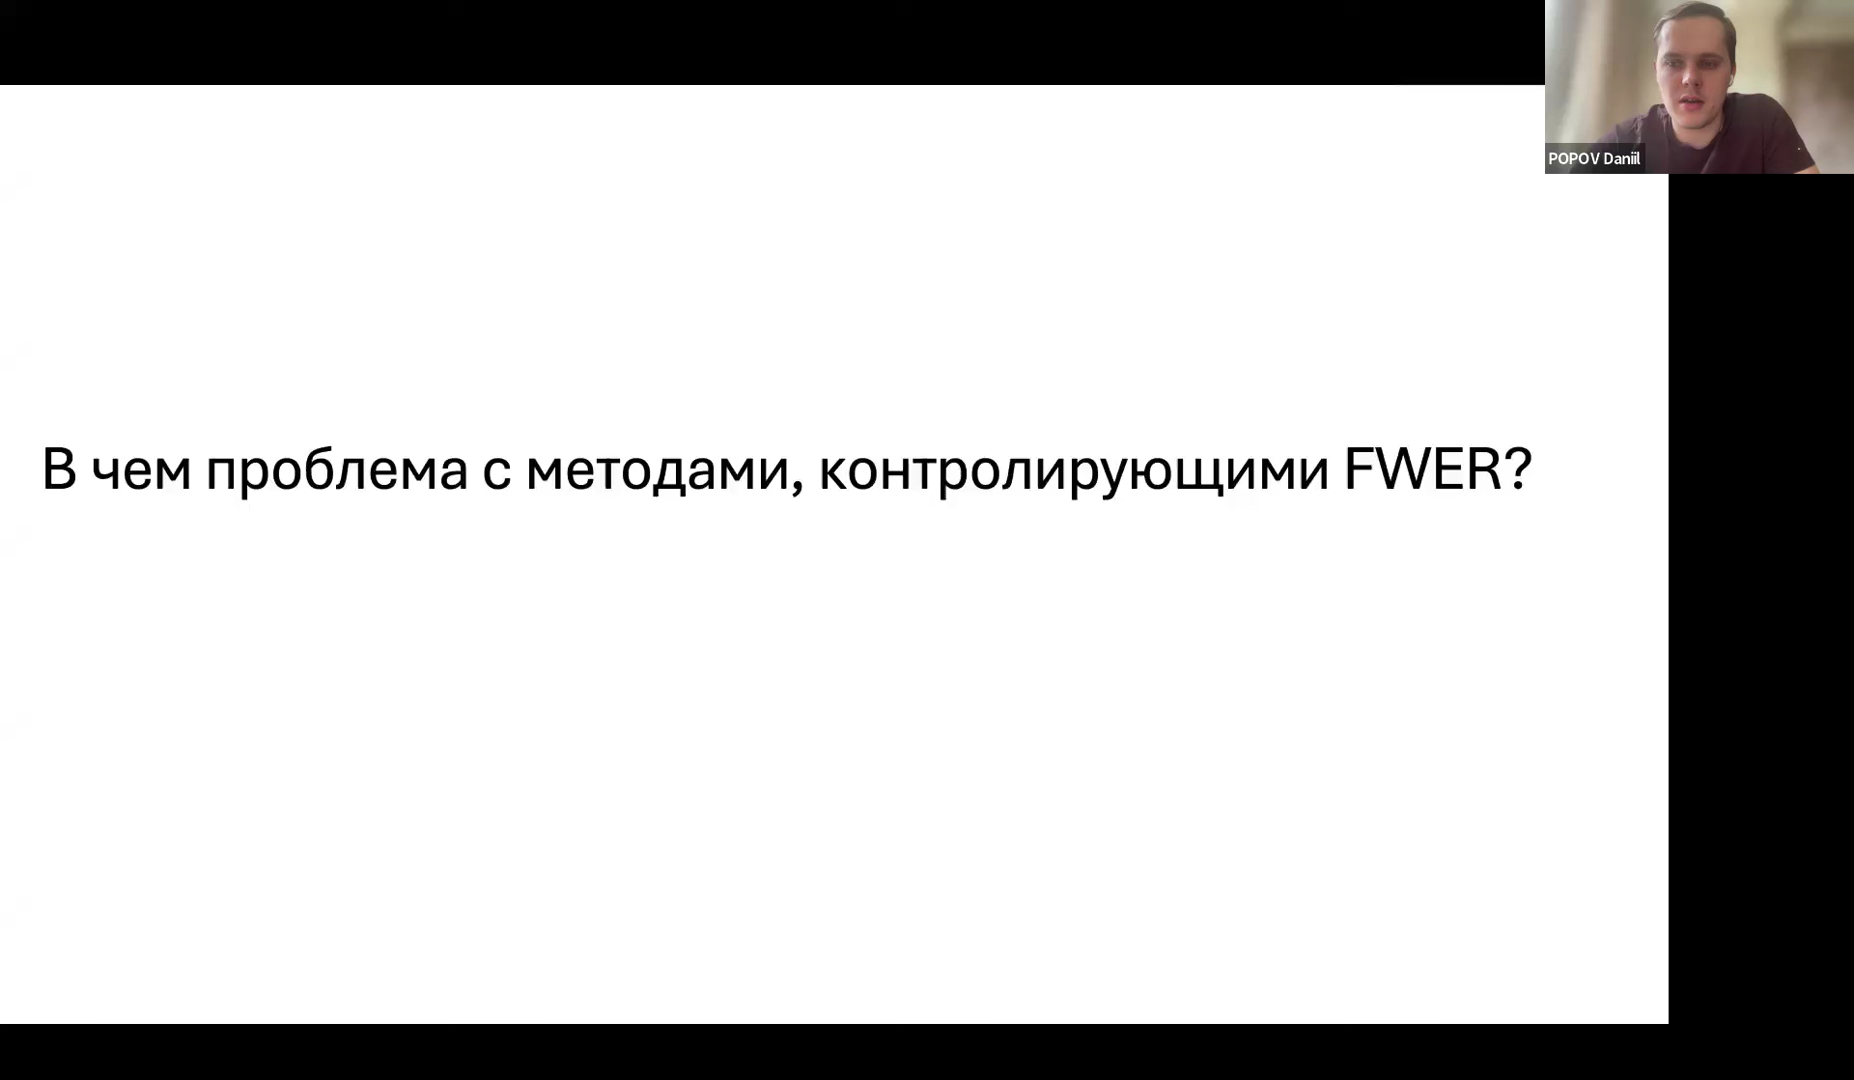 POPOV Daniil
В чем проблема с методами, контролирующими FWER?